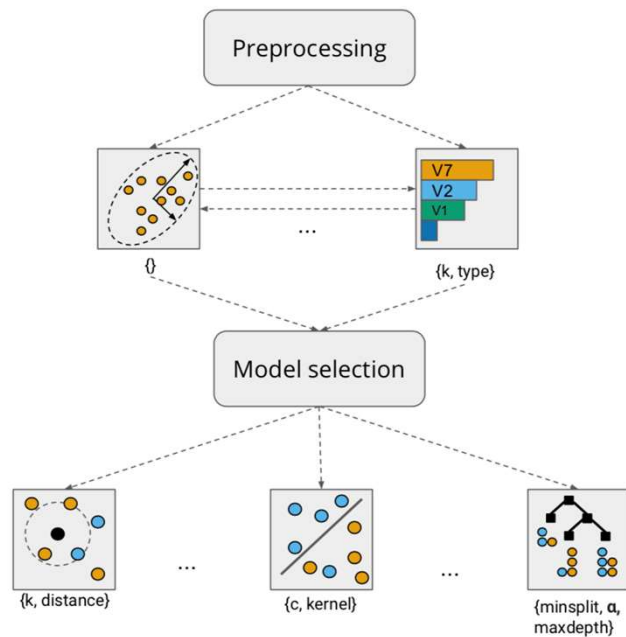 Preprocessing
V7
V2
V1
...
{}
{k, type}
Model selection
...
...
{k, distance}
{c, kernel}
{minsplit, α,
maxdepth}